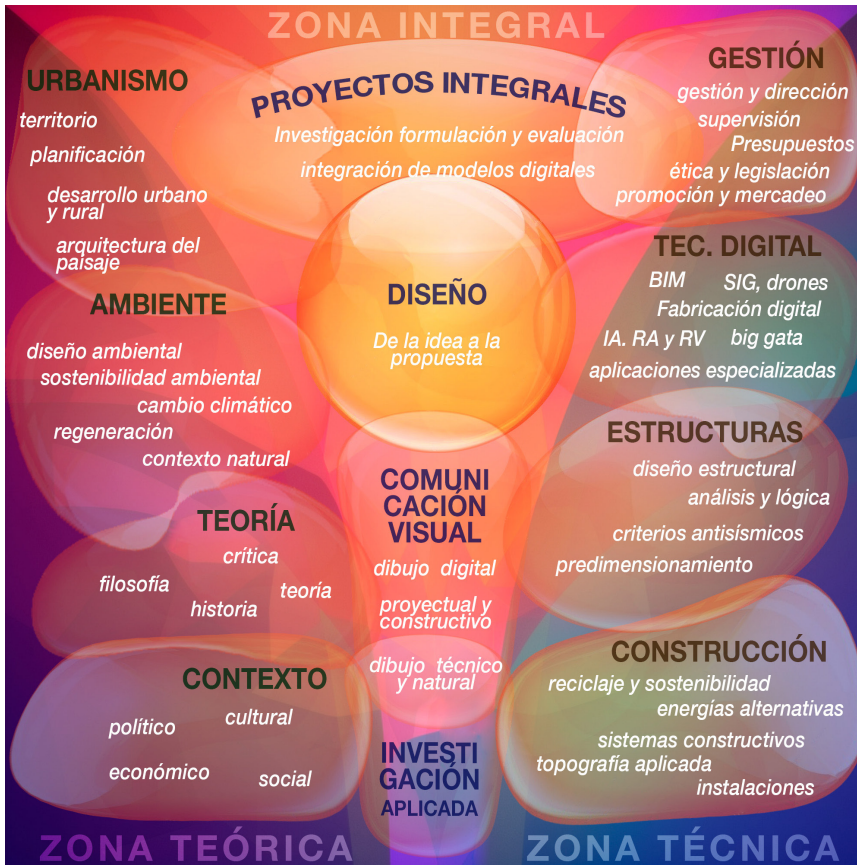 ZONA INTEGRAL
URBANISMO
territorio
planificación
desarrollo urbano
y rural
arquitectura del
paisaje
PROYECTOS INTEGRALES
Investigación formulación y evaluación
integración de modelos digitales
GESTIÓN
gestión y dirección
supervisión
Presupuestos
ética y legislación
promoción y mercadeo
DISEÑO
De la idea a la
propuesta
TEC. DIGITAL
BIM SIG, drones
Fabricación digital
IA. RA y RV big gata
aplicaciones especializadas
AMBIENTE
diseño ambiental
sostenibilidad ambiental
cambio climático
regeneración
contexto natural
ESTRUCTURAS
diseño estructural
análisis y lógica
criterios antisísmicos
predimensionamiento
COMUNI
CACIÓN
VISUAL
dibujo digital
proyectual y
constructivo
dibujo técnico
y natural
TEORÍA
crítica
filosofía
teoría
historia
CONTEXTO
cultural
político
económico
social
INVESTI
GACIÓN
APLICADA
CONSTRUCCIÓN
reciclaje y sostenibilidad
energías alternativas
sistemas constructivos
topografía aplicada
instalaciones
ZONA TEÓRICA
ZONA TÉCNICA